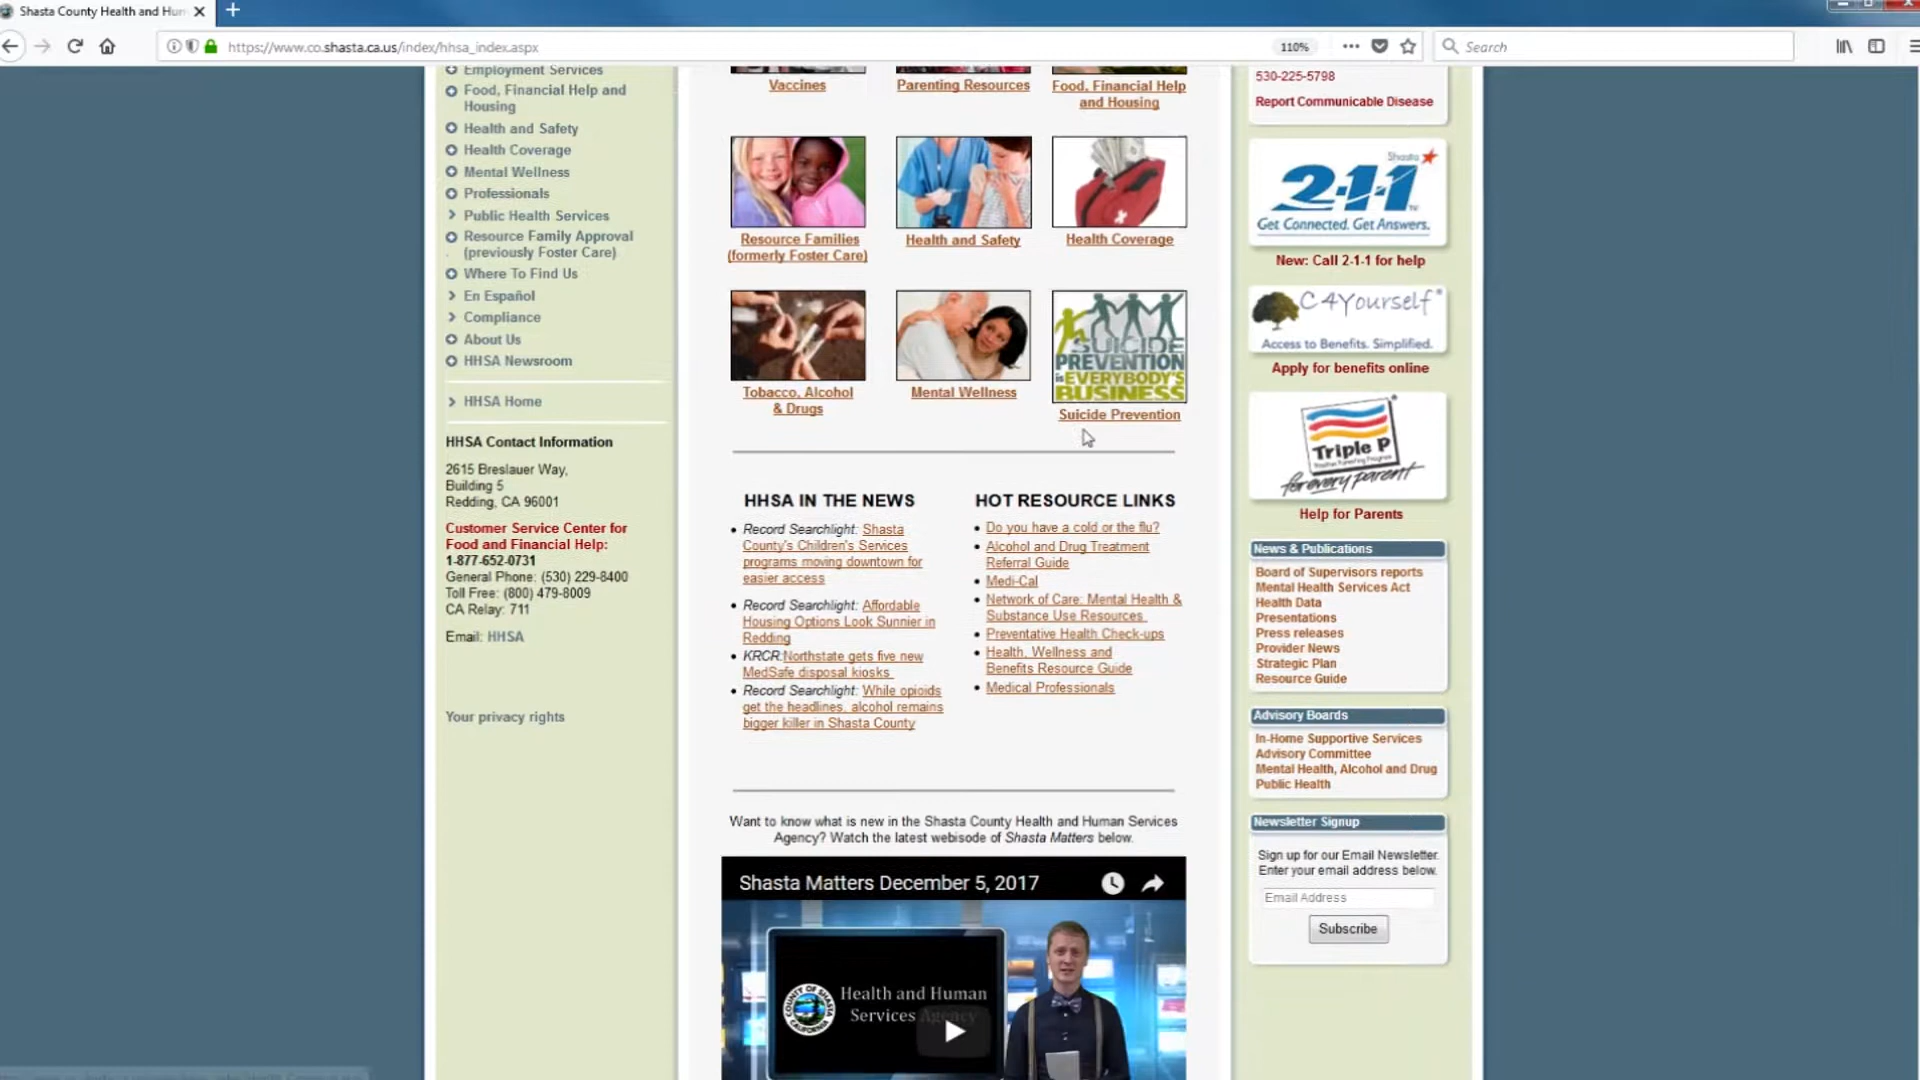 Shasta County Health and Hum
https://www.co.shasta.ca.us/index/hhsa_index.aspx
110%
Search
Employment Services
Food, Financial Help and
Housing
Health and Safety
Health Coverage
Mental Wellness
Professionals
Public Health Services
Resource Family Approval
(previously Foster Care)
Where To Find Us
En Español
Compliance
About Us
HHSA Newsroom
HHSA Home
HHSA Contact Information
2615 Breslauer Way,
Building 5
Redding, CA 96001
Customer Service Center for
Food and Financial Help:
1-877-652-0731
General Phone: (530) 229-8400
Toll Free: (800) 479-8009
CA Relay: 711
Email: HHSA
Your privacy rights
Vaccines
Parenting Resources
Food, Financial Help
and Housing
Resource Families
(formerly Foster Care)
Health and Safety
Health Coverage
SUICIDE
PREVENTION
is EVERYBODY'S
BUSINESS
Tobacco, Alcohol
& Drugs
Mental Wellness
Suicide Prevention
HHSA IN THE NEWS
Record Searchlight: Shasta
County's Children's Services
programs moving downtown for
easier access
Record Searchlight: Affordable
Housing Options Look Sunnier in
Redding
KRCR:Northstate gets five new
MedSafe disposal kiosks
Record Searchlight: While opioids
get the headlines, alcohol remains
bigger killer in Shasta County
HOT RESOURCE LINKS
Do you have a cold or the flu?
Alcohol and Drug Treatment
Referral Guide
Medi-Cal
Network of Care: Mental Health &
Substance Use Resources
Preventative Health Check-ups
Health, Wellness and
Benefits Resource Guide
Medical Professionals
Want to know what is new in the Shasta County Health and Human Services
Agency? Watch the latest webisode of Shasta Matters below.
Shasta Matters December 5, 2017
COUNTY OF SHASTA
CALIFORNIA
Health and Human
Services Agency
530-225-5798
Report Communicable Disease
Shasta
2-1-1
Get Connected. Get Answers.
New: Call 2-1-1 for help
C4Yourself
Access to Benefits. Simplified.
Apply for benefits online
Triple P
Positive Parenting Program
for every parent
Help for Parents
News & Publications
Board of Supervisors reports
Mental Health Services Act
Health Data
Presentations
Press releases
Provider News
Strategic Plan
Resource Guide
Advisory Boards
In-Home Supportive Services
Advisory Committee
Mental Health, Alcohol and Drug
Public Health
Newsletter Signup
Sign up for our Email Newsletter.
Enter your email address below.
Email Address
Subscribe